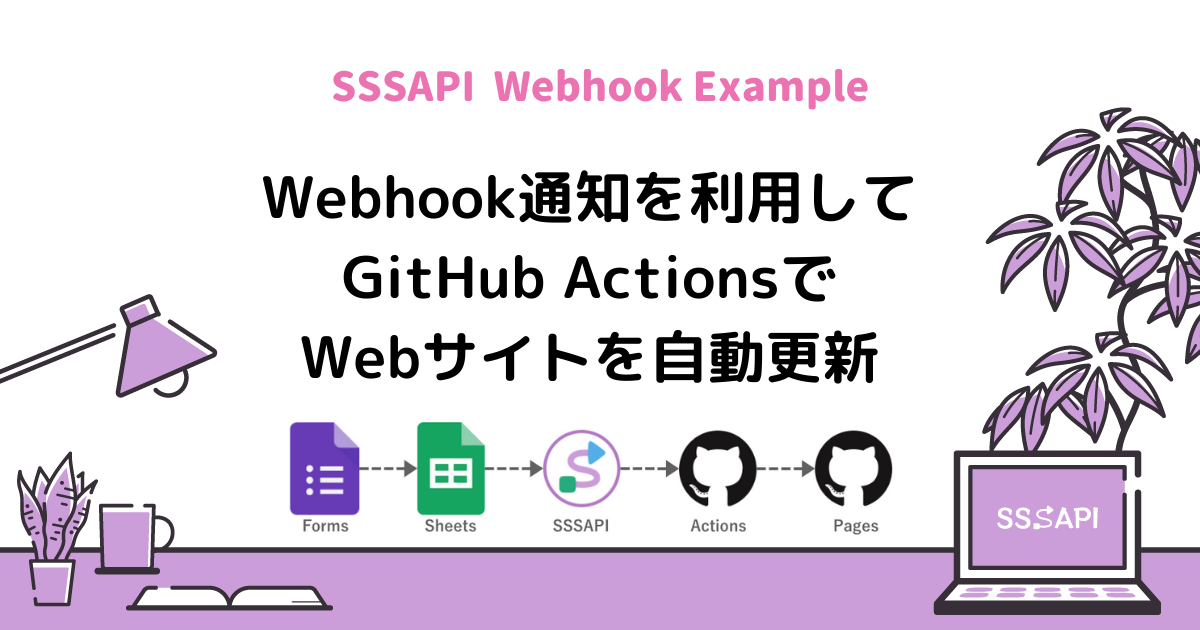 SSSAPI Webhook Example
Webhook通知を利用して
GitHub Actionsで
Webサイトを自動更新
Forms
Sheets
SSSAPI
Actions
Pages
SSSAPI